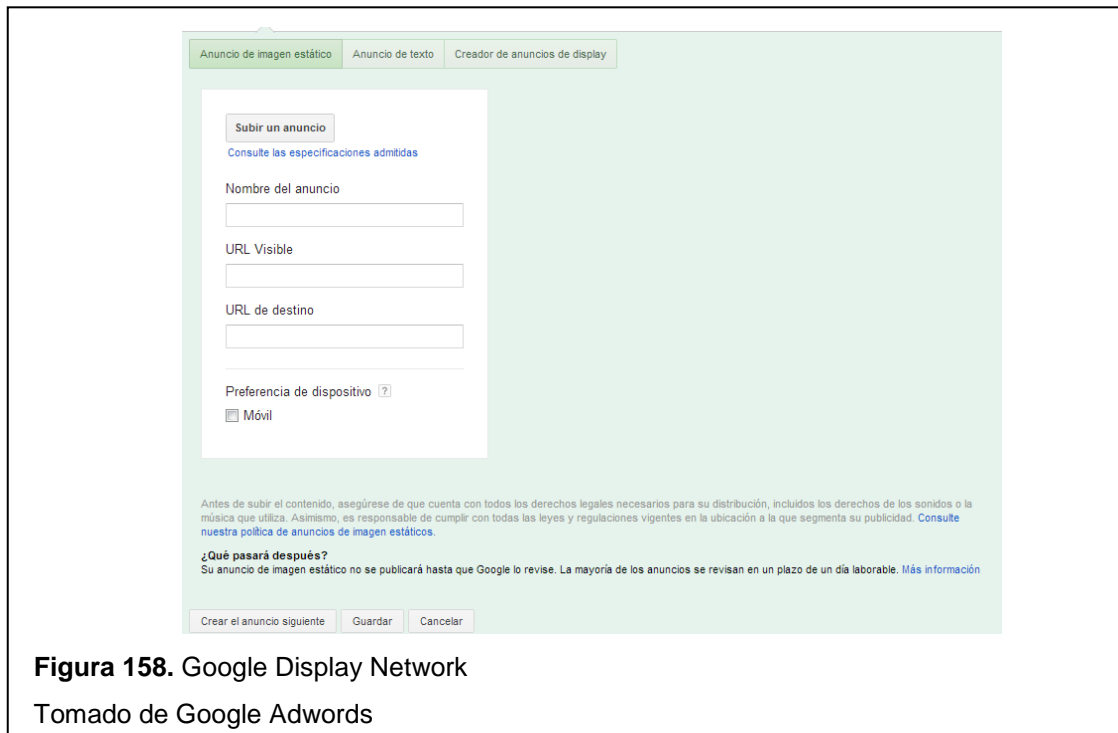 Anuncio de imagen estático Anuncio de texto Creador de anuncios de display
Subir un anuncio
Consulte las especificaciones admitidas
Nombre del anuncio
URL Visible
URL de destino
Preferencia de dispositivo ?
Móvil
Antes de subir el contenido, asegúrese de que cuenta con todos los derechos legales necesarios para su distribución, incluidos los derechos de los sonidos o la
música que utiliza. Asimismo, es responsable de cumplir con todas las leyes y regulaciones vigentes en la ubicación a la que segmenta su publicidad. Consulte
nuestra política de anuncios de imagen estáticos.
¿Qué pasará después?
Su anuncio de imagen estático no se publicará hasta que Google lo revise. La mayoría de los anuncios se revisan en un plazo de un día laborable. Más información
Crear el anuncio siguiente Guardar Cancelar
Figura 158. Google Display Network
Tomado de Google Adwords